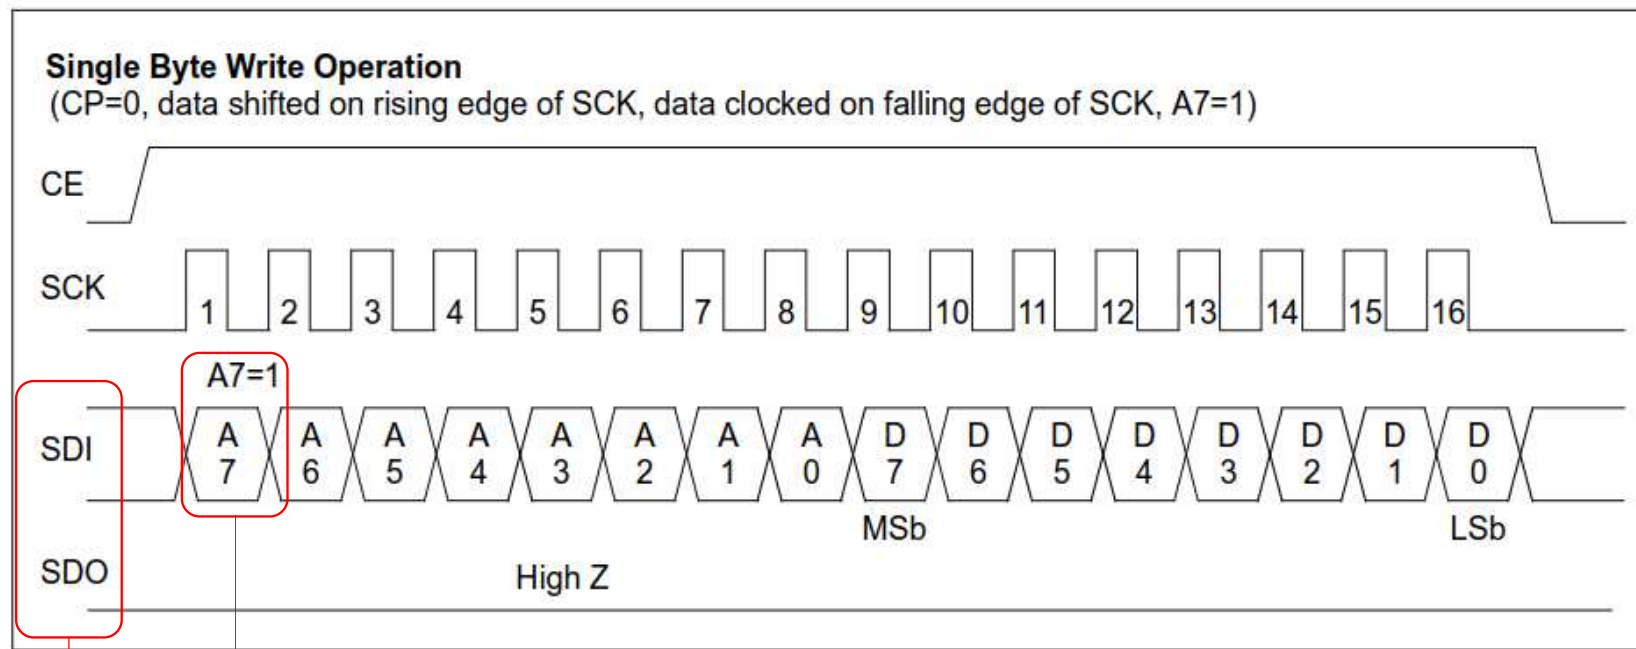 Single Byte Write Operation
(CP=0, data shifted on rising edge of SCK, data clocked on falling edge of SCK, A7=1)
CE
SCK
1 2 3 4 5 6 7 8 9 10 11 12 13 14 15 16
A7=1
SDI
A A A A A A A A D D D D D D D D
7 6 5 4 3 2 1 0 7 6 5 4 3 2 1 0
MSb LSb
SDO
High Z